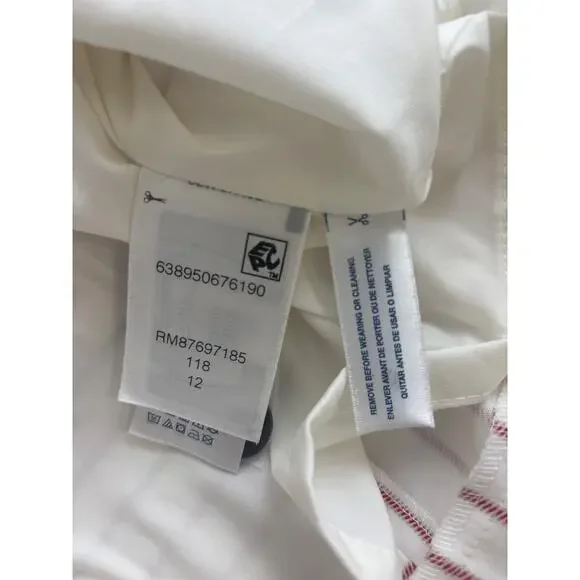 EPC™
638950676190
RM87697185
118
12
REMOVE BEFORE WEARING OR CLEANING
ENLEVER AVANT DE PORTER OU DE NETTOYER
QUITAR ANTES DE USAR O LIMPIAR